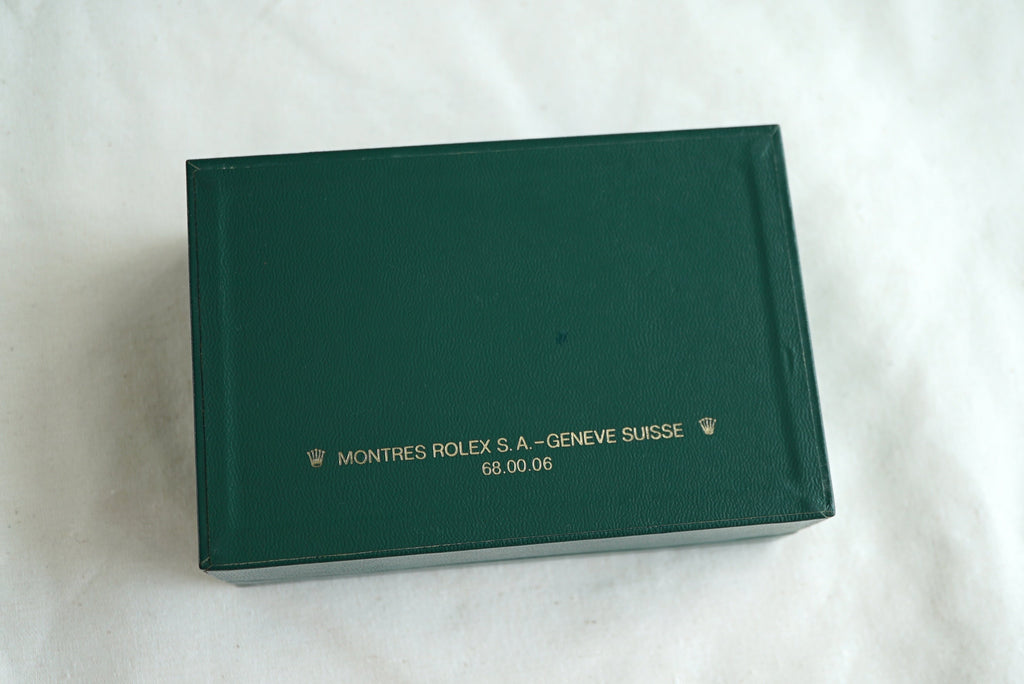 MONTRES ROLEX S.A.-GENEVE SUISSE
68.00.06